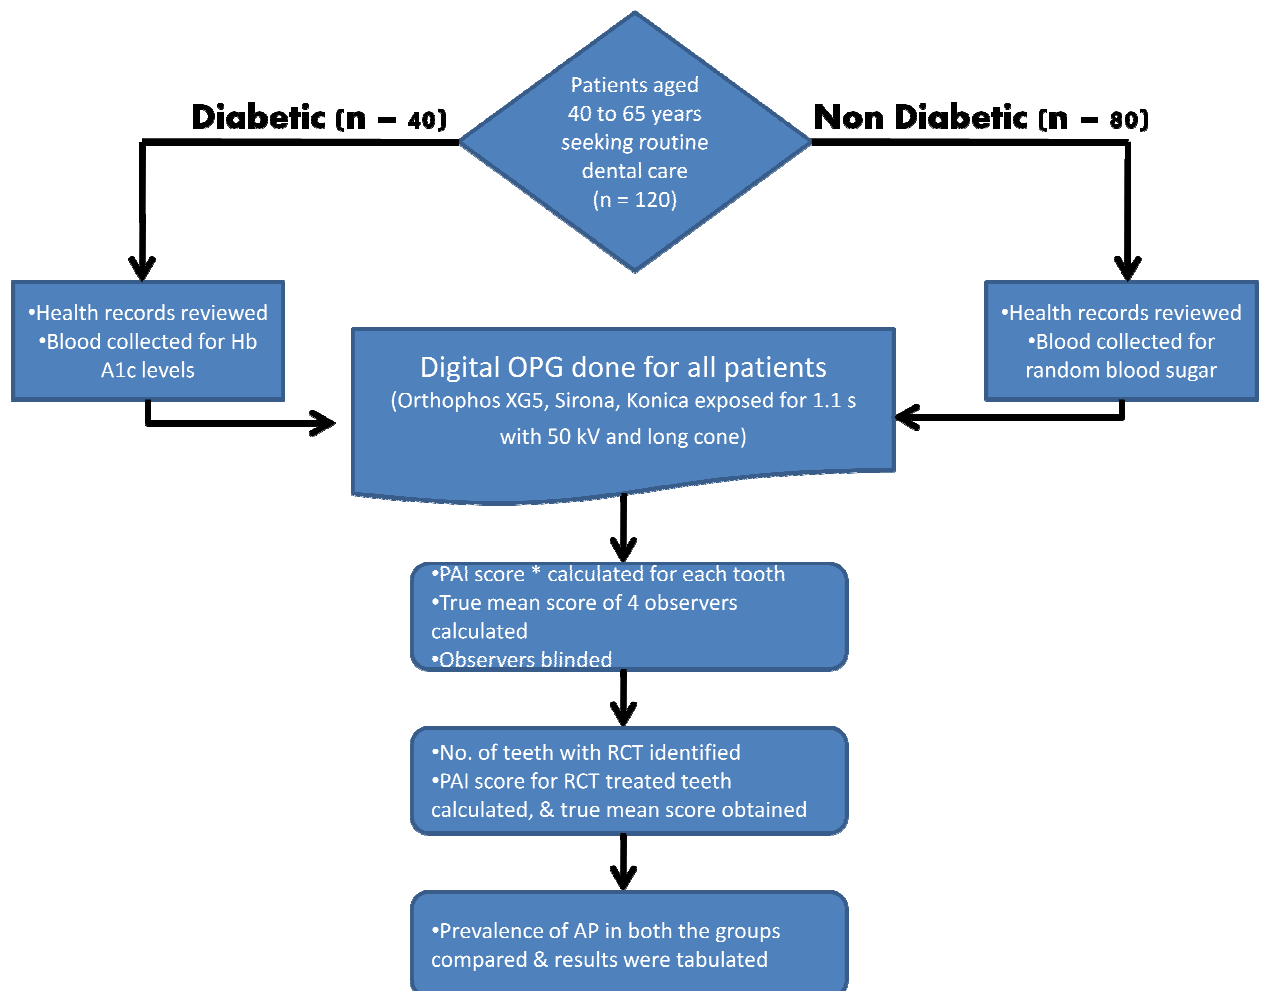 Patients aged
40 to 65 years
seeking routine
dental care
(n = 120)
Diabetic (n – 40)
Non Diabetic (n – 80)
•Health records reviewed
•Blood collected for Hb
A1c levels
•Health records reviewed
•Blood collected for
random blood sugar
Digital OPG done for all patients
(Orthophos XG5, Sirona, Konica exposed for 1.1 s
with 50 kV and long cone)
•PAI score * calculated for each tooth
•True mean score of 4 observers
calculated
•Observers blinded
•No. of teeth with RCT identified
•PAI score for RCT treated teeth
calculated, & true mean score obtained
•Prevalence of AP in both the groups
compared & results were tabulated